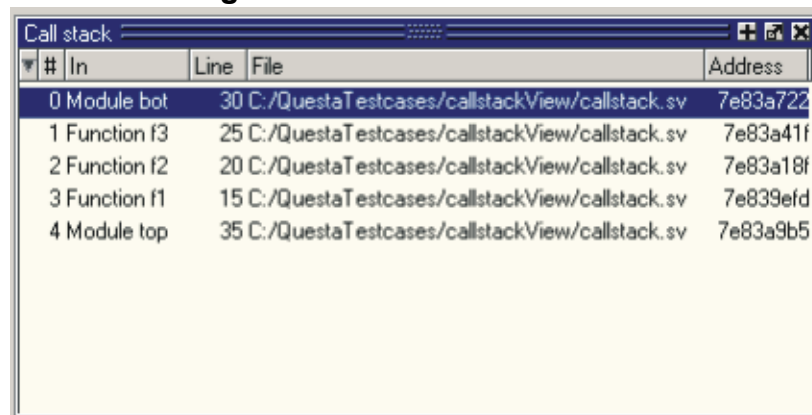 Call stack
# In Line File Address
0 Module bot 30 C:/QuestaTestcases/callstackView/callstack.sv 7e83a722
1 Function f3 25 C:/QuestaTestcases/callstackView/callstack.sv 7e83a41f
2 Function f2 20 C:/QuestaTestcases/callstackView/callstack.sv 7e83a18f
3 Function f1 15 C:/QuestaTestcases/callstackView/callstack.sv 7e839efd
4 Module top 35 C:/QuestaTestcases/callstackView/callstack.sv 7e83a9b5